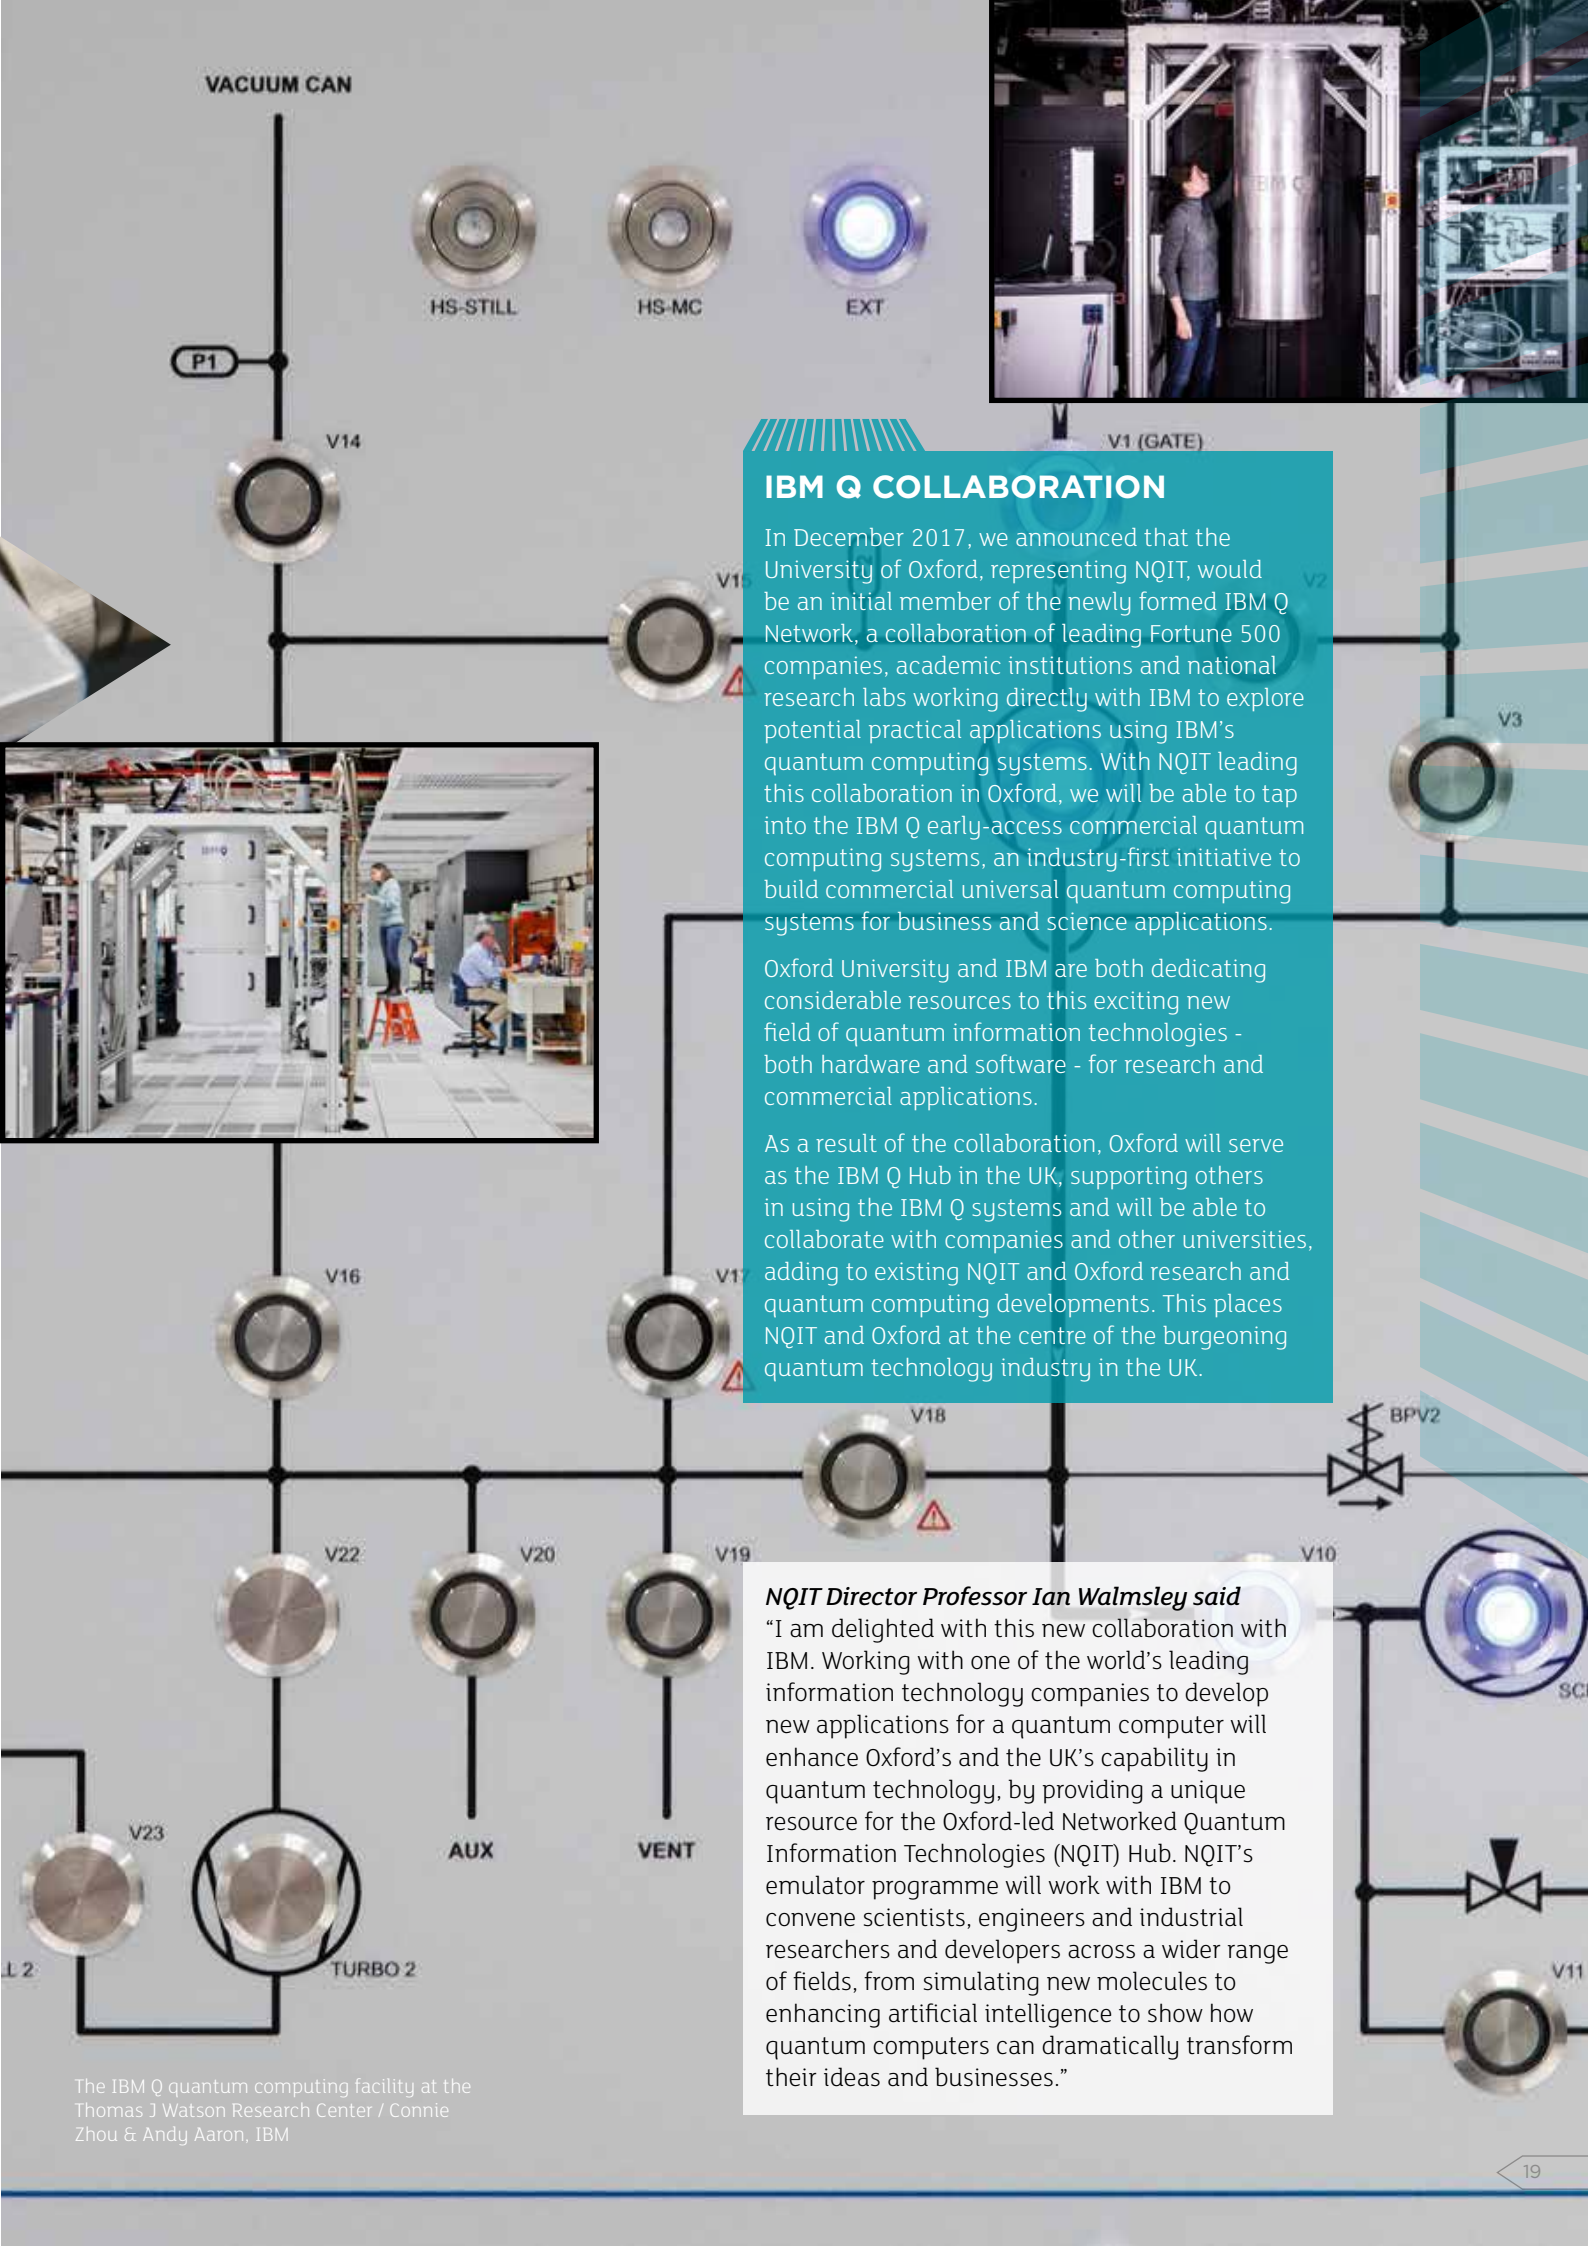 VACUUM CAN
HS-STILL
HS-MC
EXT
IBM Q
P1
V14
V1 (GATE)
IBM Q COLLABORATION
In December 2017, we announced that the
University of Oxford, representing NQIT, would
be an initial member of the newly formed IBM Q
Network, a collaboration of leading Fortune 500
companies, academic institutions and national
research labs working directly with IBM to explore
potential practical applications using IBM’s
quantum computing systems. With NQIT leading
this collaboration in Oxford, we will be able to tap
into the IBM Q early-access commercial quantum
computing systems, an industry-first initiative to
build commercial universal quantum computing
systems for business and science applications.
Oxford University and IBM are both dedicating
considerable resources to this exciting new
field of quantum information technologies -
both hardware and software - for research and
commercial applications.
As a result of the collaboration, Oxford will serve
as the IBM Q Hub in the UK, supporting others
in using the IBM Q systems and will be able to
collaborate with companies and other universities,
adding to existing NQIT and Oxford research and
quantum computing developments. This places
NQIT and Oxford at the centre of the burgeoning
quantum technology industry in the UK.
V15
V2
V3
IBM Q
V16
V17
V18
BPV2
V22
V20
V19
V10
NQIT Director Professor Ian Walmsley said
“I am delighted with this new collaboration with
IBM. Working with one of the world’s leading
information technology companies to develop
new applications for a quantum computer will
enhance Oxford’s and the UK’s capability in
quantum technology, by providing a unique
resource for the Oxford-led Networked Quantum
Information Technologies (NQIT) Hub. NQIT’s
emulator programme will work with IBM to
convene scientists, engineers and industrial
researchers and developers across a wider range
of fields, from simulating new molecules to
enhancing artificial intelligence to show how
quantum computers can dramatically transform
their ideas and businesses.”
V23
AUX
VENT
TURBO 2
V11
The IBM Q quantum computing facility at the
Thomas J Watson Research Center / Connie
Zhou & Andy Aaron, IBM
19